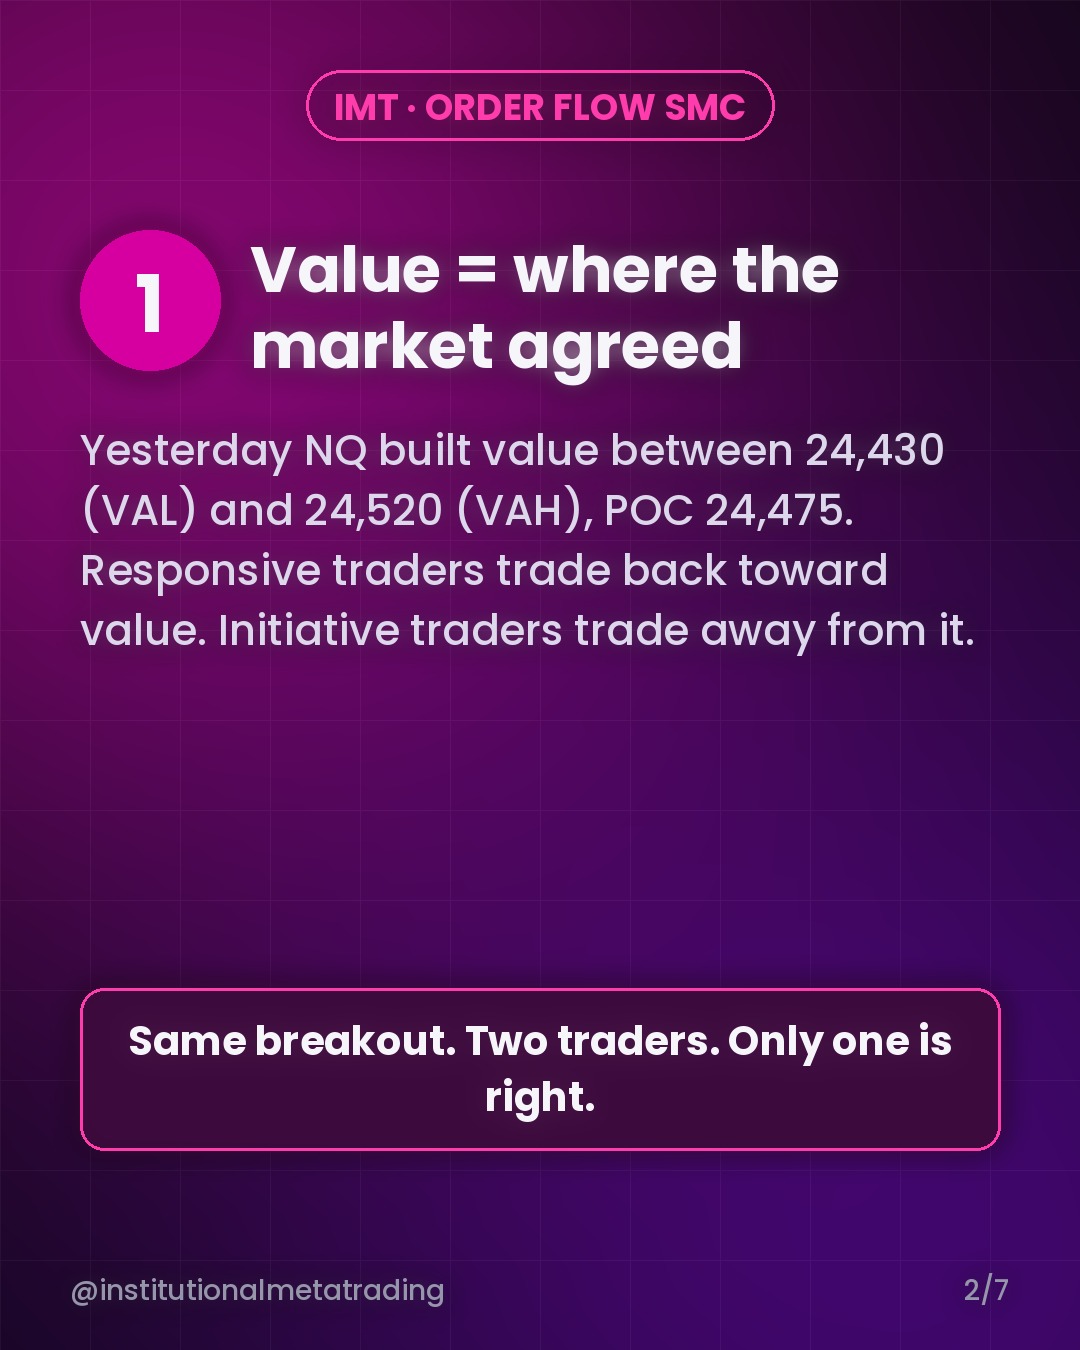 IMT · ORDER FLOW SMC
1
Value = where the
market agreed
Yesterday NQ built value between 24,430
(VAL) and 24,520 (VAH), POC 24,475.
Responsive traders trade back toward
value. Initiative traders trade away from it.
Same breakout. Two traders. Only one is
right.
@institutionalmetatrading
2/7